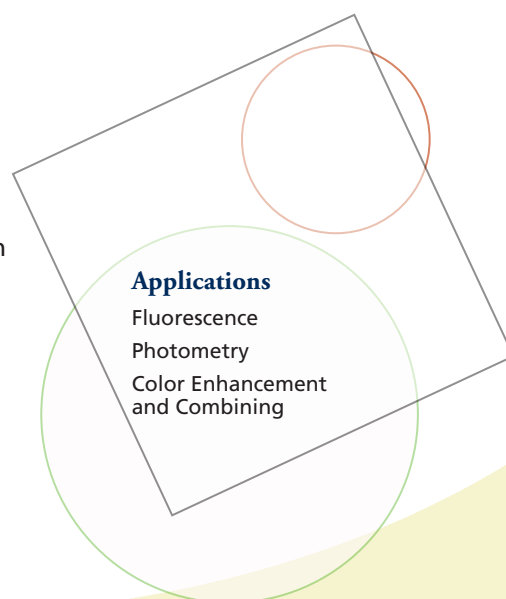 Applications
Fluorescence
Photometry
Color Enhancement
and Combining